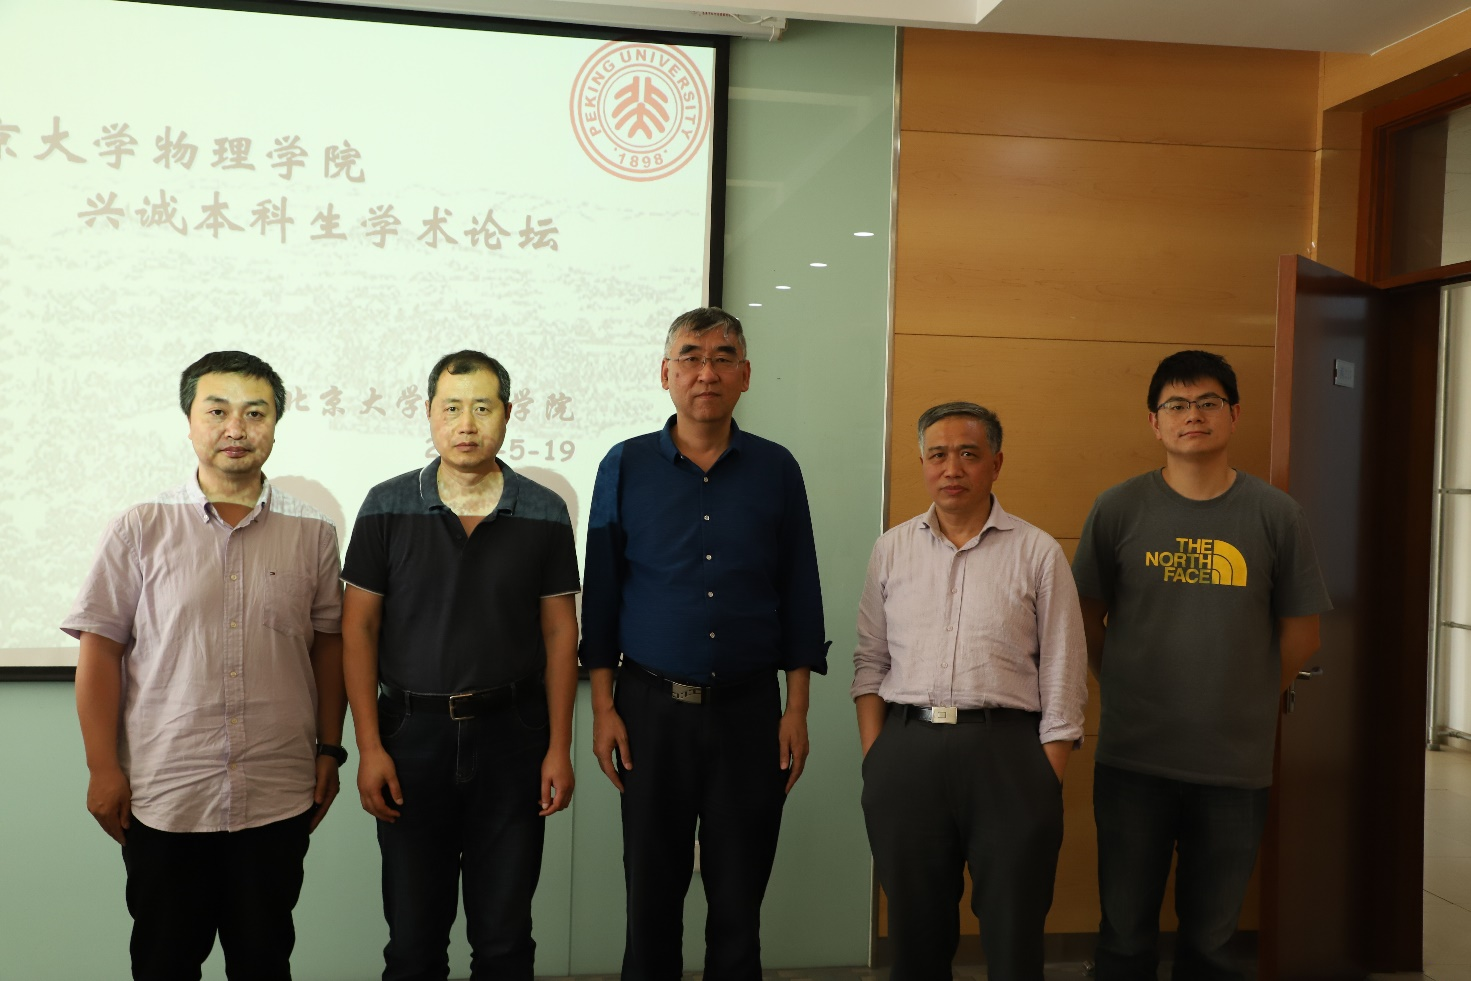 京大学物理学院
兴诚本科生学术论坛
PEKING UNIVERSITY
·1898·
北京大学
学院
5-19
THE
NORTH
FACE